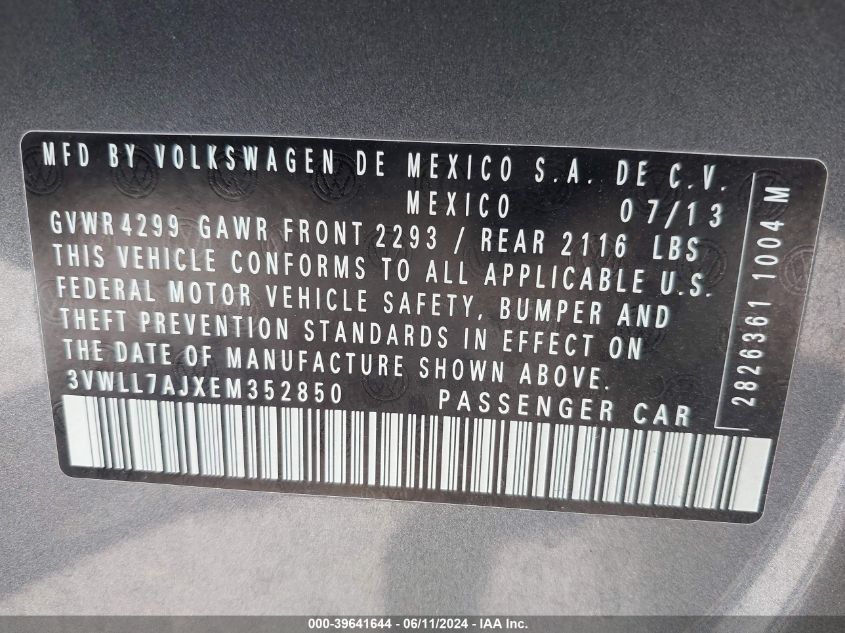 MFD BY VOLKSWAGEN DE MEXICO S.A. DE C.V.
MEXICO 07/13
GVWR 4299 GAWR FRONT 2293 / REAR 2116 LBS
THIS VEHICLE CONFORMS TO ALL APPLICABLE U.S.
FEDERAL MOTOR VEHICLE SAFETY, BUMPER AND
THEFT PREVENTION STANDARDS IN EFFECT ON
THE DATE OF MANUFACTURE SHOWN ABOVE.
3VWLL7AJXEM352850 PASSENGER CAR
2826361 1004 M
000-39641644 / 06/11/2024 - IAA Inc.